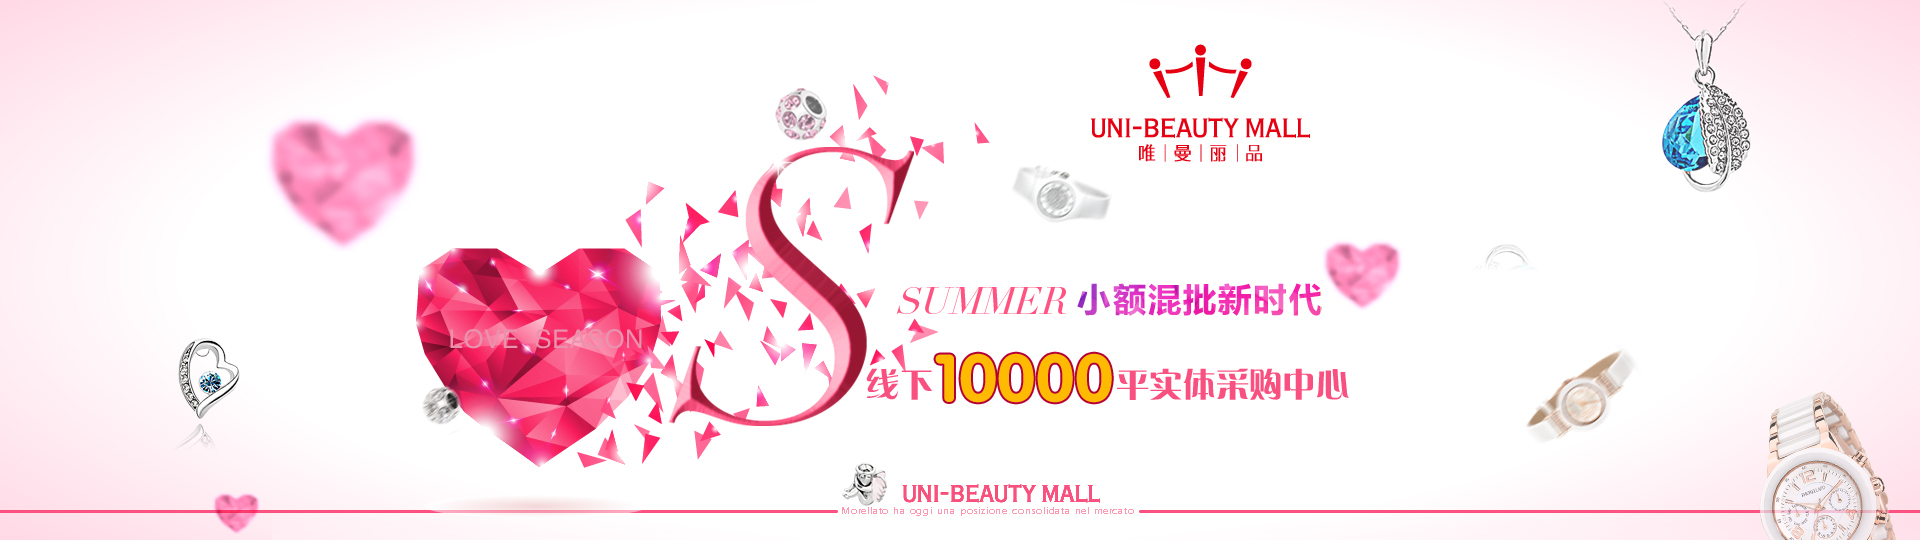 UNI-BEAUTY MALL
唯|曼|丽|品
S
SUMMER 小额混批新时代
LOVE SEASON
线下10000平实体采购中心
UNI-BEAUTY MALL
Morellato ha oggi una posizione consolidata nel mercato